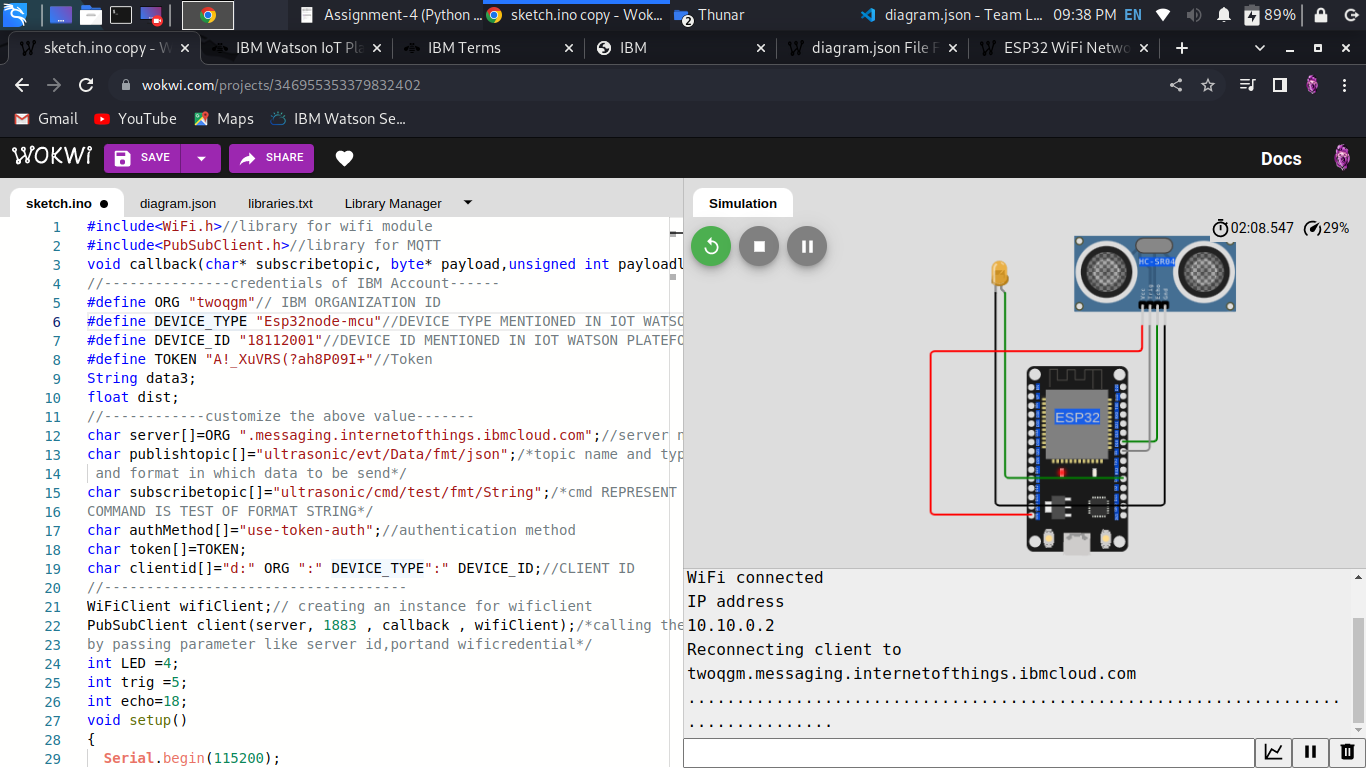 Assignment-4 (Python ...
sketch.ino copy - Wok...
2
Thunar
diagram.json - Team L...
09:38 PM EN
89%
sketch.ino copy - W
IBM Watson IoT Pla
IBM Terms
IBM
diagram.json File F
ESP32 WiFi Netwo
wokwi.com/projects/346955353379832402
Gmail
YouTube
Maps
IBM Watson Se...
WOKWi
SAVE
SHARE
Docs
sketch.ino
diagram.json
libraries.txt
Library Manager
Simulation
1 #include<WiFi.h>//library for wifi module
2 #include<PubSubClient.h>//library for MQTT
3 void callback(char* subscribetopic, byte* payload,unsigned int payloadl
4 //---------------credentials of IBM Account------
5 #define ORG "twoqgm"// IBM ORGANIZATION ID
6 #define DEVICE_TYPE "Esp32node-mcu"//DEVICE TYPE MENTIONED IN IOT WATSO
7 #define DEVICE_ID "18112001"//DEVICE ID MENTIONED IN IOT WATSON PLATEFO
8 #define TOKEN "A!_XuVRS(?ah8P09I+"//Token
9 String data3;
10 float dist;
11 //------------customize the above value-------
12 char server[]=ORG ".messaging.internetofthings.ibmcloud.com";//server n
13 char publishtopic[]="ultrasonic/evt/Data/fmt/json";/*topic name and typ
14 and format in which data to be send*/
15 char subscribetopic[]="ultrasonic/cmd/test/fmt/String";/*cmd REPRESENT
16 COMMAND IS TEST OF FORMAT STRING*/
17 char authMethod[]="use-token-auth";//authentication method
18 char token[]=TOKEN;
19 char clientid[]="d:" ORG ":" DEVICE_TYPE":" DEVICE_ID;//CLIENT ID
20 //------------------------------------
21 WiFiClient wifiClient;// creating an instance for wificlient
22 PubSubClient client(server, 1883 , callback , wifiClient);/*calling the
23 by passing parameter like server id,portand wificredential*/
24 int LED =4;
25 int trig =5;
26 int echo=18;
27 void setup()
28 {
29 Serial.begin(115200);
02:08.547
29%
HC-SR04
Vcc
Trig
Echo
Gnd
ESP32
WiFi connected
IP address
10.10.0.2
Reconnecting client to
twoqgm.messaging.internetofthings.ibmcloud.com
...................................................................
...............